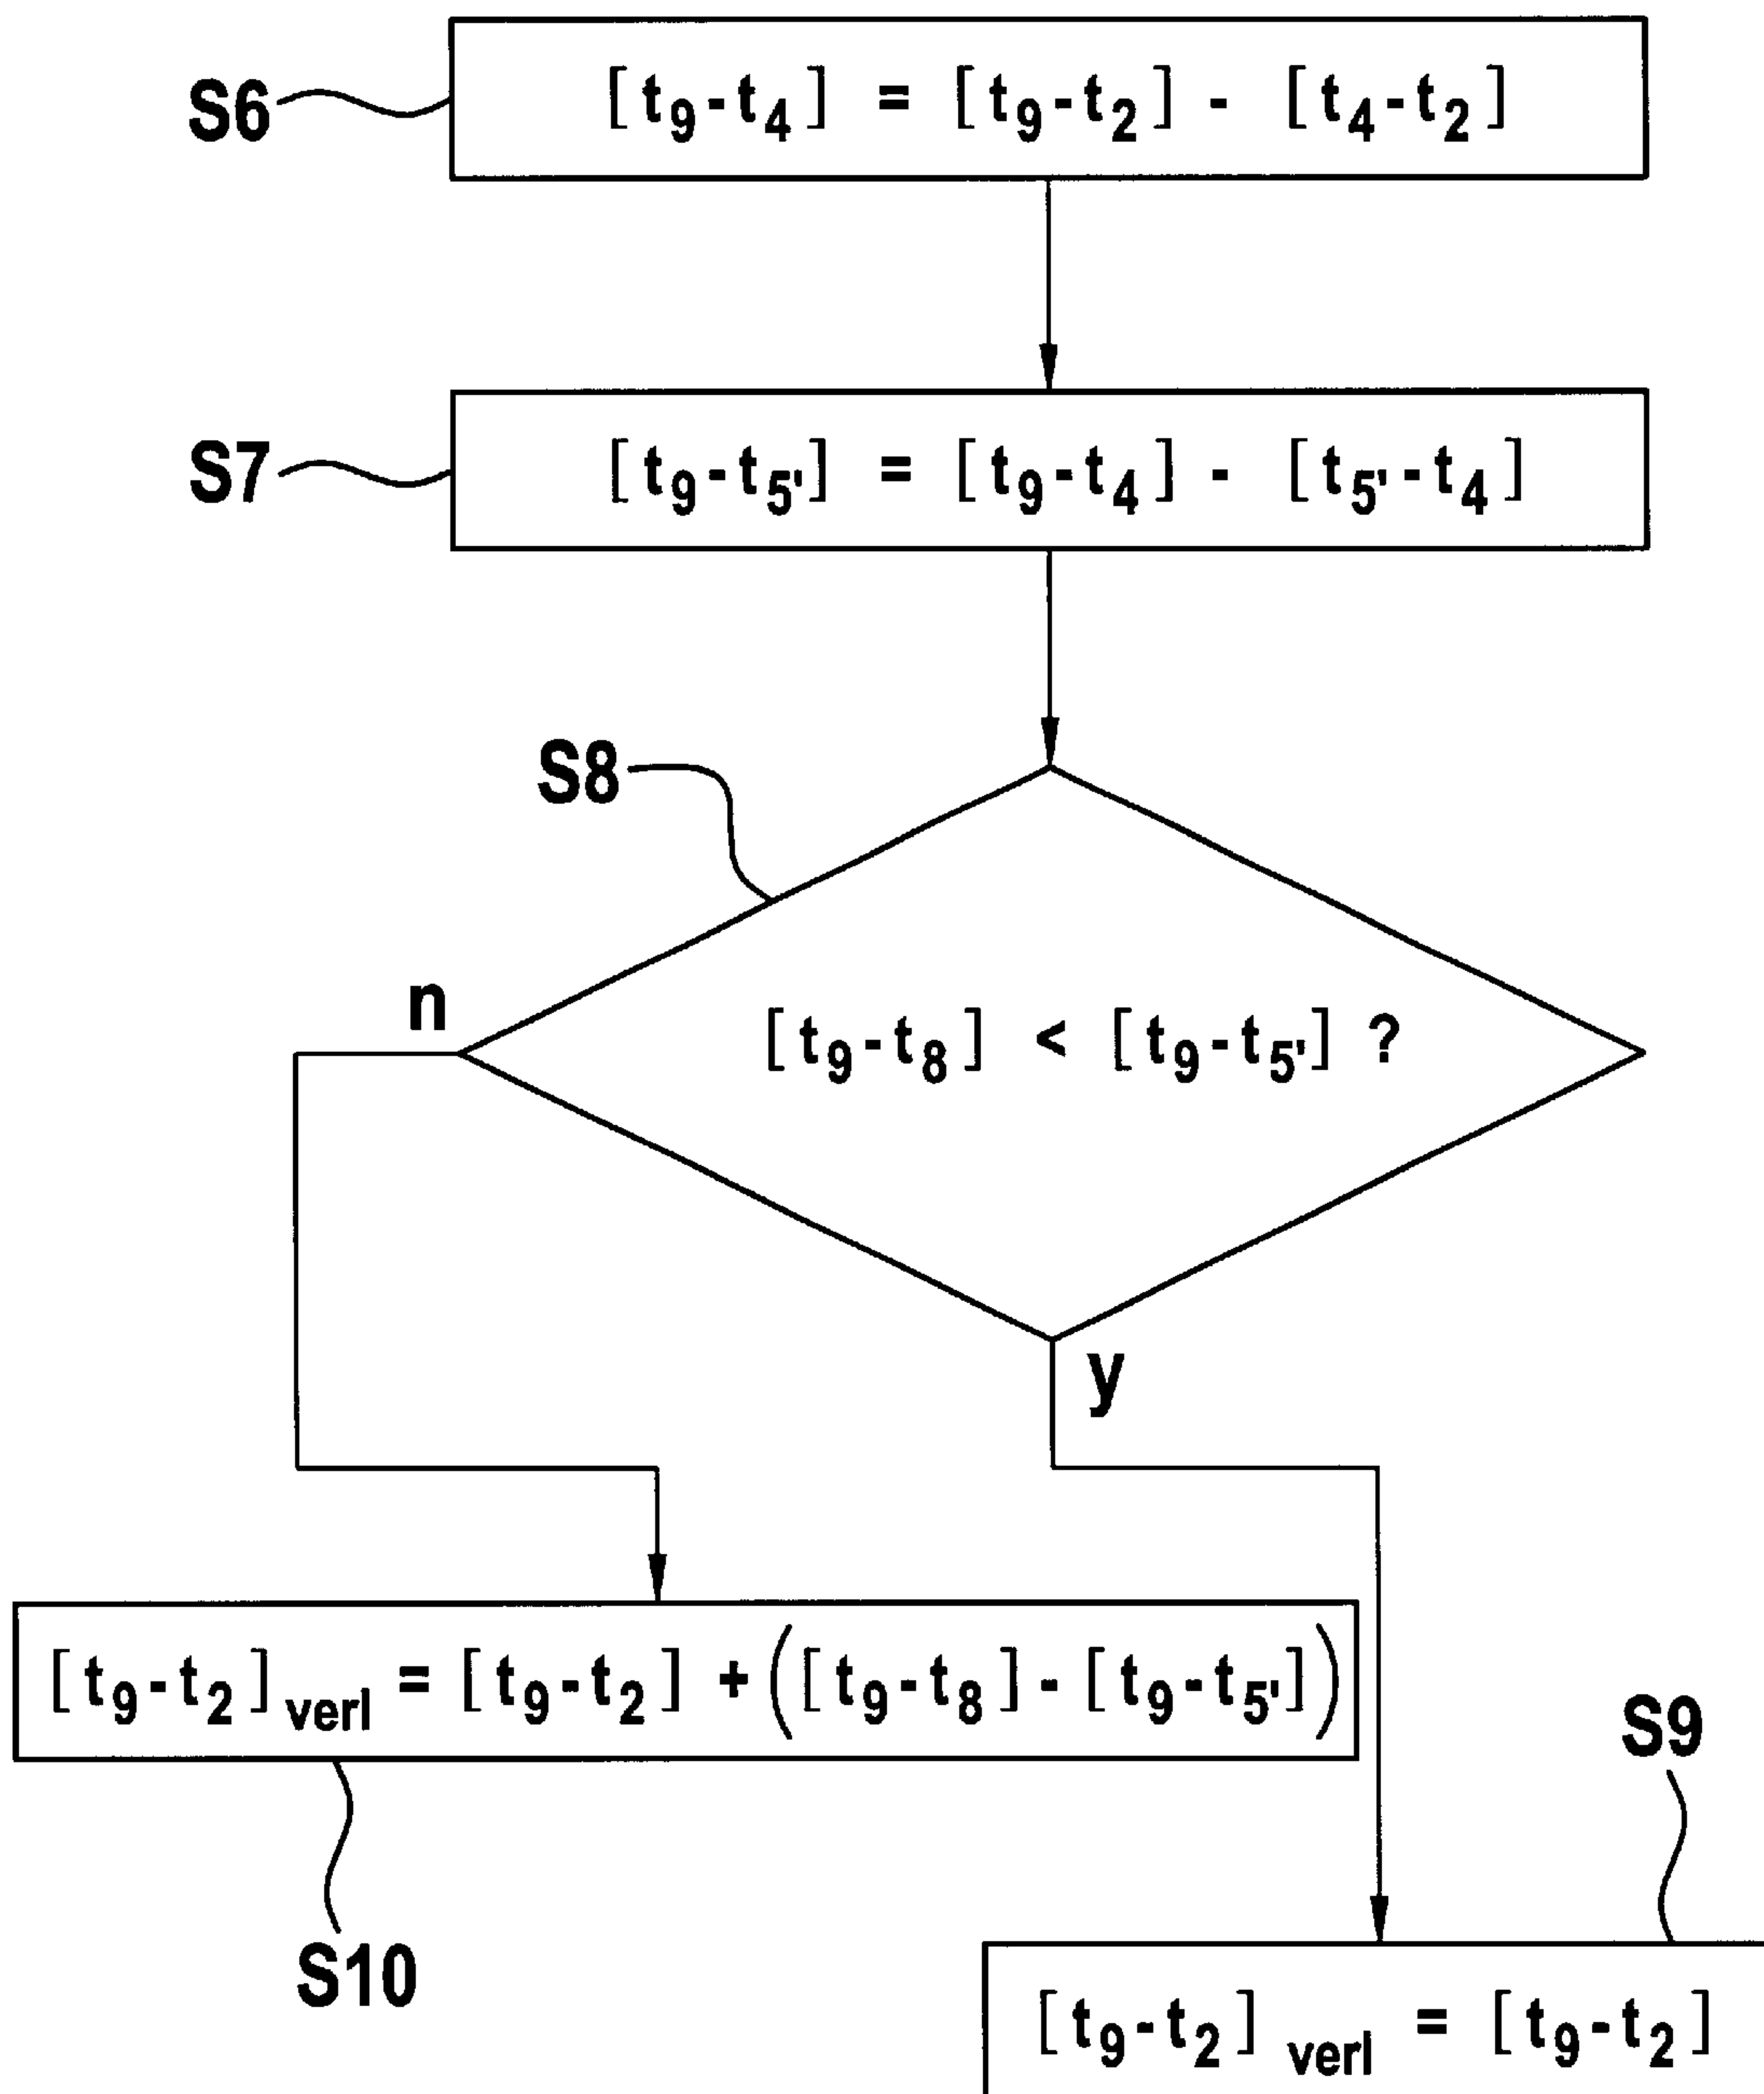 S6
[t₉-t₄] = [t₉-t₂] - [t₄-t₂]
S7
[t₉-t₅'] = [t₉-t₄] - [t₅'-t₄]
S8
n
[t₉-t₈] < [t₉-t₅'] ?
y
[t₉-t₂] verl = [t₉-t₂] + ([t₉-t₈] - [t₉-t₅'])
S9
S10
[t₉-t₂] verl = [t₉-t₂]